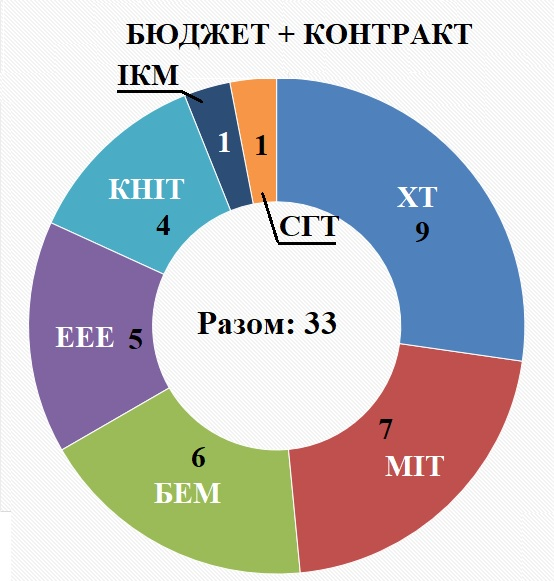 БЮДЖЕТ + КОНТРАКТ
ІКМ
1
1
КНІТ
4
ХТ
9
СГТ
Разом: 33
ЕЕЕ 5
7
МІТ
6
БЕМ